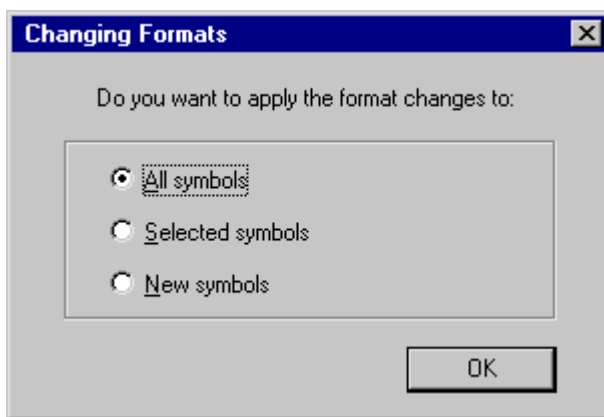 Changing Formats
Do you want to apply the format changes to:
All symbols
Selected symbols
New symbols
OK